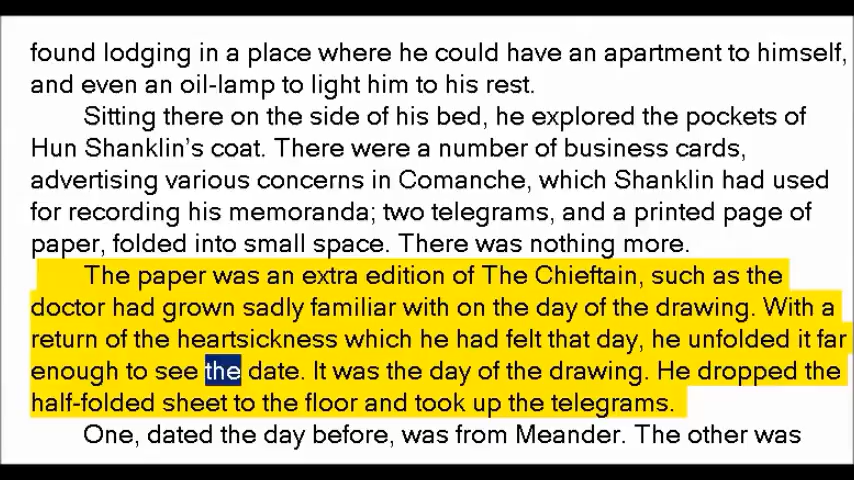 found lodging in a place where he could have an apartment to himself,
and even an oil-lamp to light him to his rest.
Sitting there on the side of his bed, he explored the pockets of
Hun Shanklin’s coat. There were a number of business cards,
advertising various concerns in Comanche, which Shanklin had used
for recording his memoranda; two telegrams, and a printed page of
paper, folded into small space. There was nothing more.
The paper was an extra edition of The Chieftain, such as the
doctor had grown sadly familiar with on the day of the drawing. With a
return of the heartsickness which he had felt that day, he unfolded it far
enough to see the date. It was the day of the drawing. He dropped the
half-folded sheet to the floor and took up the telegrams.
One, dated the day before, was from Meander. The other was